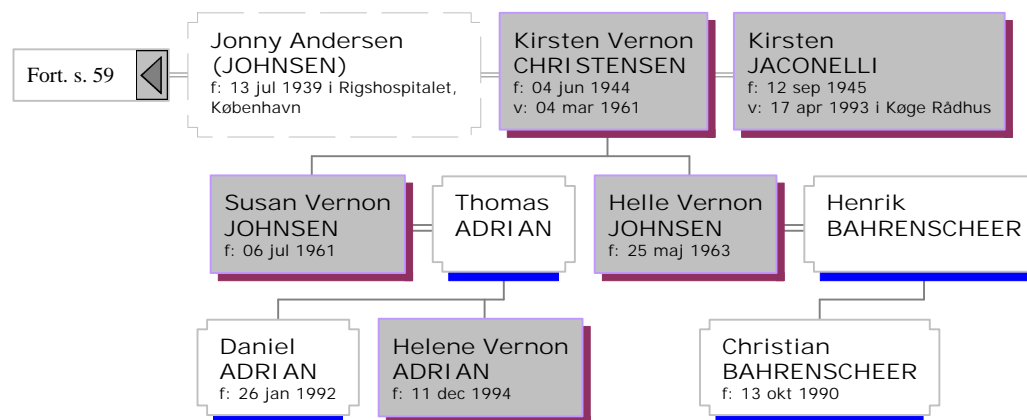 Fort. s. 59
Jonny Andersen
(JOHNSEN)
f: 13 jul 1939 i Rigshospitalet,
København
Kirsten Vernon
CHRISTENSEN
f: 04 jun 1944
v: 04 mar 1961
Kirsten
JACONELLI
f: 12 sep 1945
v: 17 apr 1993 i Køge Rådhus
Susan Vernon
JOHNSEN
f: 06 jul 1961
Thomas
ADRIAN
Helle Vernon
JOHNSEN
f: 25 maj 1963
Henrik
BAHRENSCHEER
Daniel
ADRIAN
f: 26 jan 1992
Helene Vernon
ADRIAN
f: 11 dec 1994
Christian
BAHRENSCHEER
f: 13 okt 1990